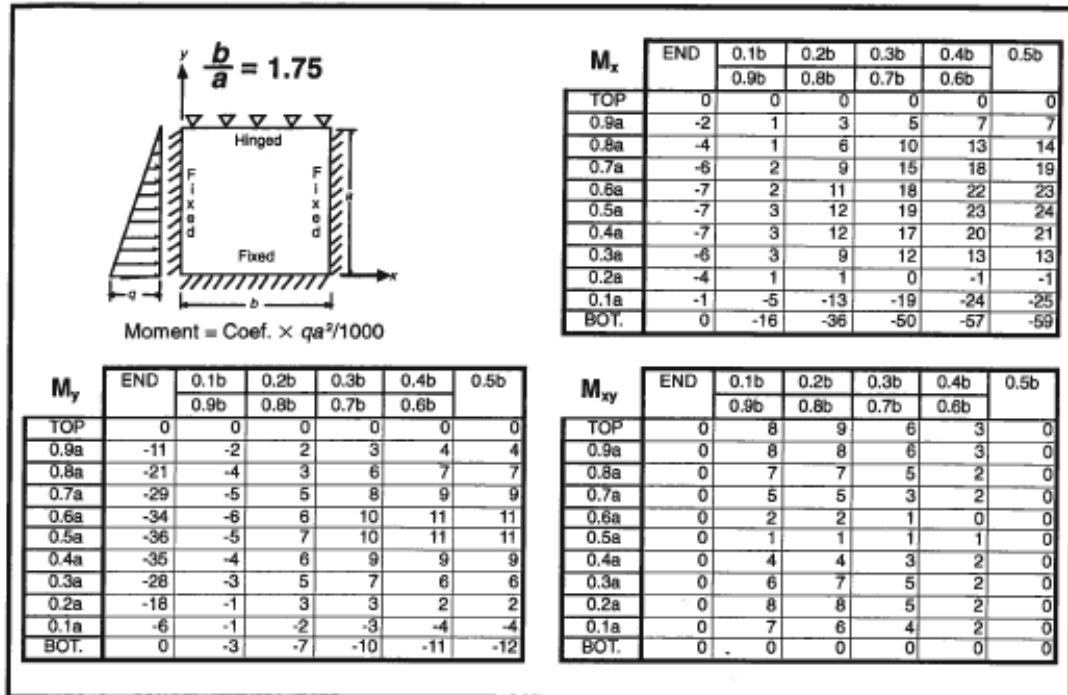 y
b/a = 1.75
Hinged
Fixed
Fixed
a
Fixed
x
q
b
Moment = Coef. × qa²/1000
Mx END 0.1b 0.2b 0.3b 0.4b 0.5b
0.9b 0.8b 0.7b 0.6b
TOP 0 0 0 0 0 0
0.9a -2 1 3 5 7 7
0.8a -4 1 6 10 13 14
0.7a -6 2 9 15 18 19
0.6a -7 2 11 18 22 23
0.5a -7 3 12 19 23 24
0.4a -7 3 12 17 20 21
0.3a -6 3 9 12 13 13
0.2a -4 1 1 0 -1 -1
0.1a -1 -5 -13 -19 -24 -25
BOT. 0 -16 -36 -50 -57 -59
My END 0.1b 0.2b 0.3b 0.4b 0.5b
0.9b 0.8b 0.7b 0.6b
TOP 0 0 0 0 0 0
0.9a -11 -2 2 3 4 4
0.8a -21 -4 3 6 7 7
0.7a -29 -5 5 8 9 9
0.6a -34 -6 6 10 11 11
0.5a -36 -5 7 10 11 11
0.4a -35 -4 6 9 9 9
0.3a -28 -3 5 7 6 6
0.2a -18 -1 3 3 2 2
0.1a -6 -1 -2 -3 -4 -4
BOT. 0 -3 -7 -10 -11 -12
Mxy END 0.1b 0.2b 0.3b 0.4b 0.5b
0.9b 0.8b 0.7b 0.6b
TOP 0 8 9 6 3 0
0.9a 0 8 8 6 3 0
0.8a 0 7 7 5 2 0
0.7a 0 5 5 3 2 0
0.6a 0 2 2 1 0 0
0.5a 0 1 1 1 1 0
0.4a 0 4 4 3 2 0
0.3a 0 6 7 5 2 0
0.2a 0 8 8 5 2 0
0.1a 0 7 6 4 2 0
BOT. 0 0 0 0 0 0